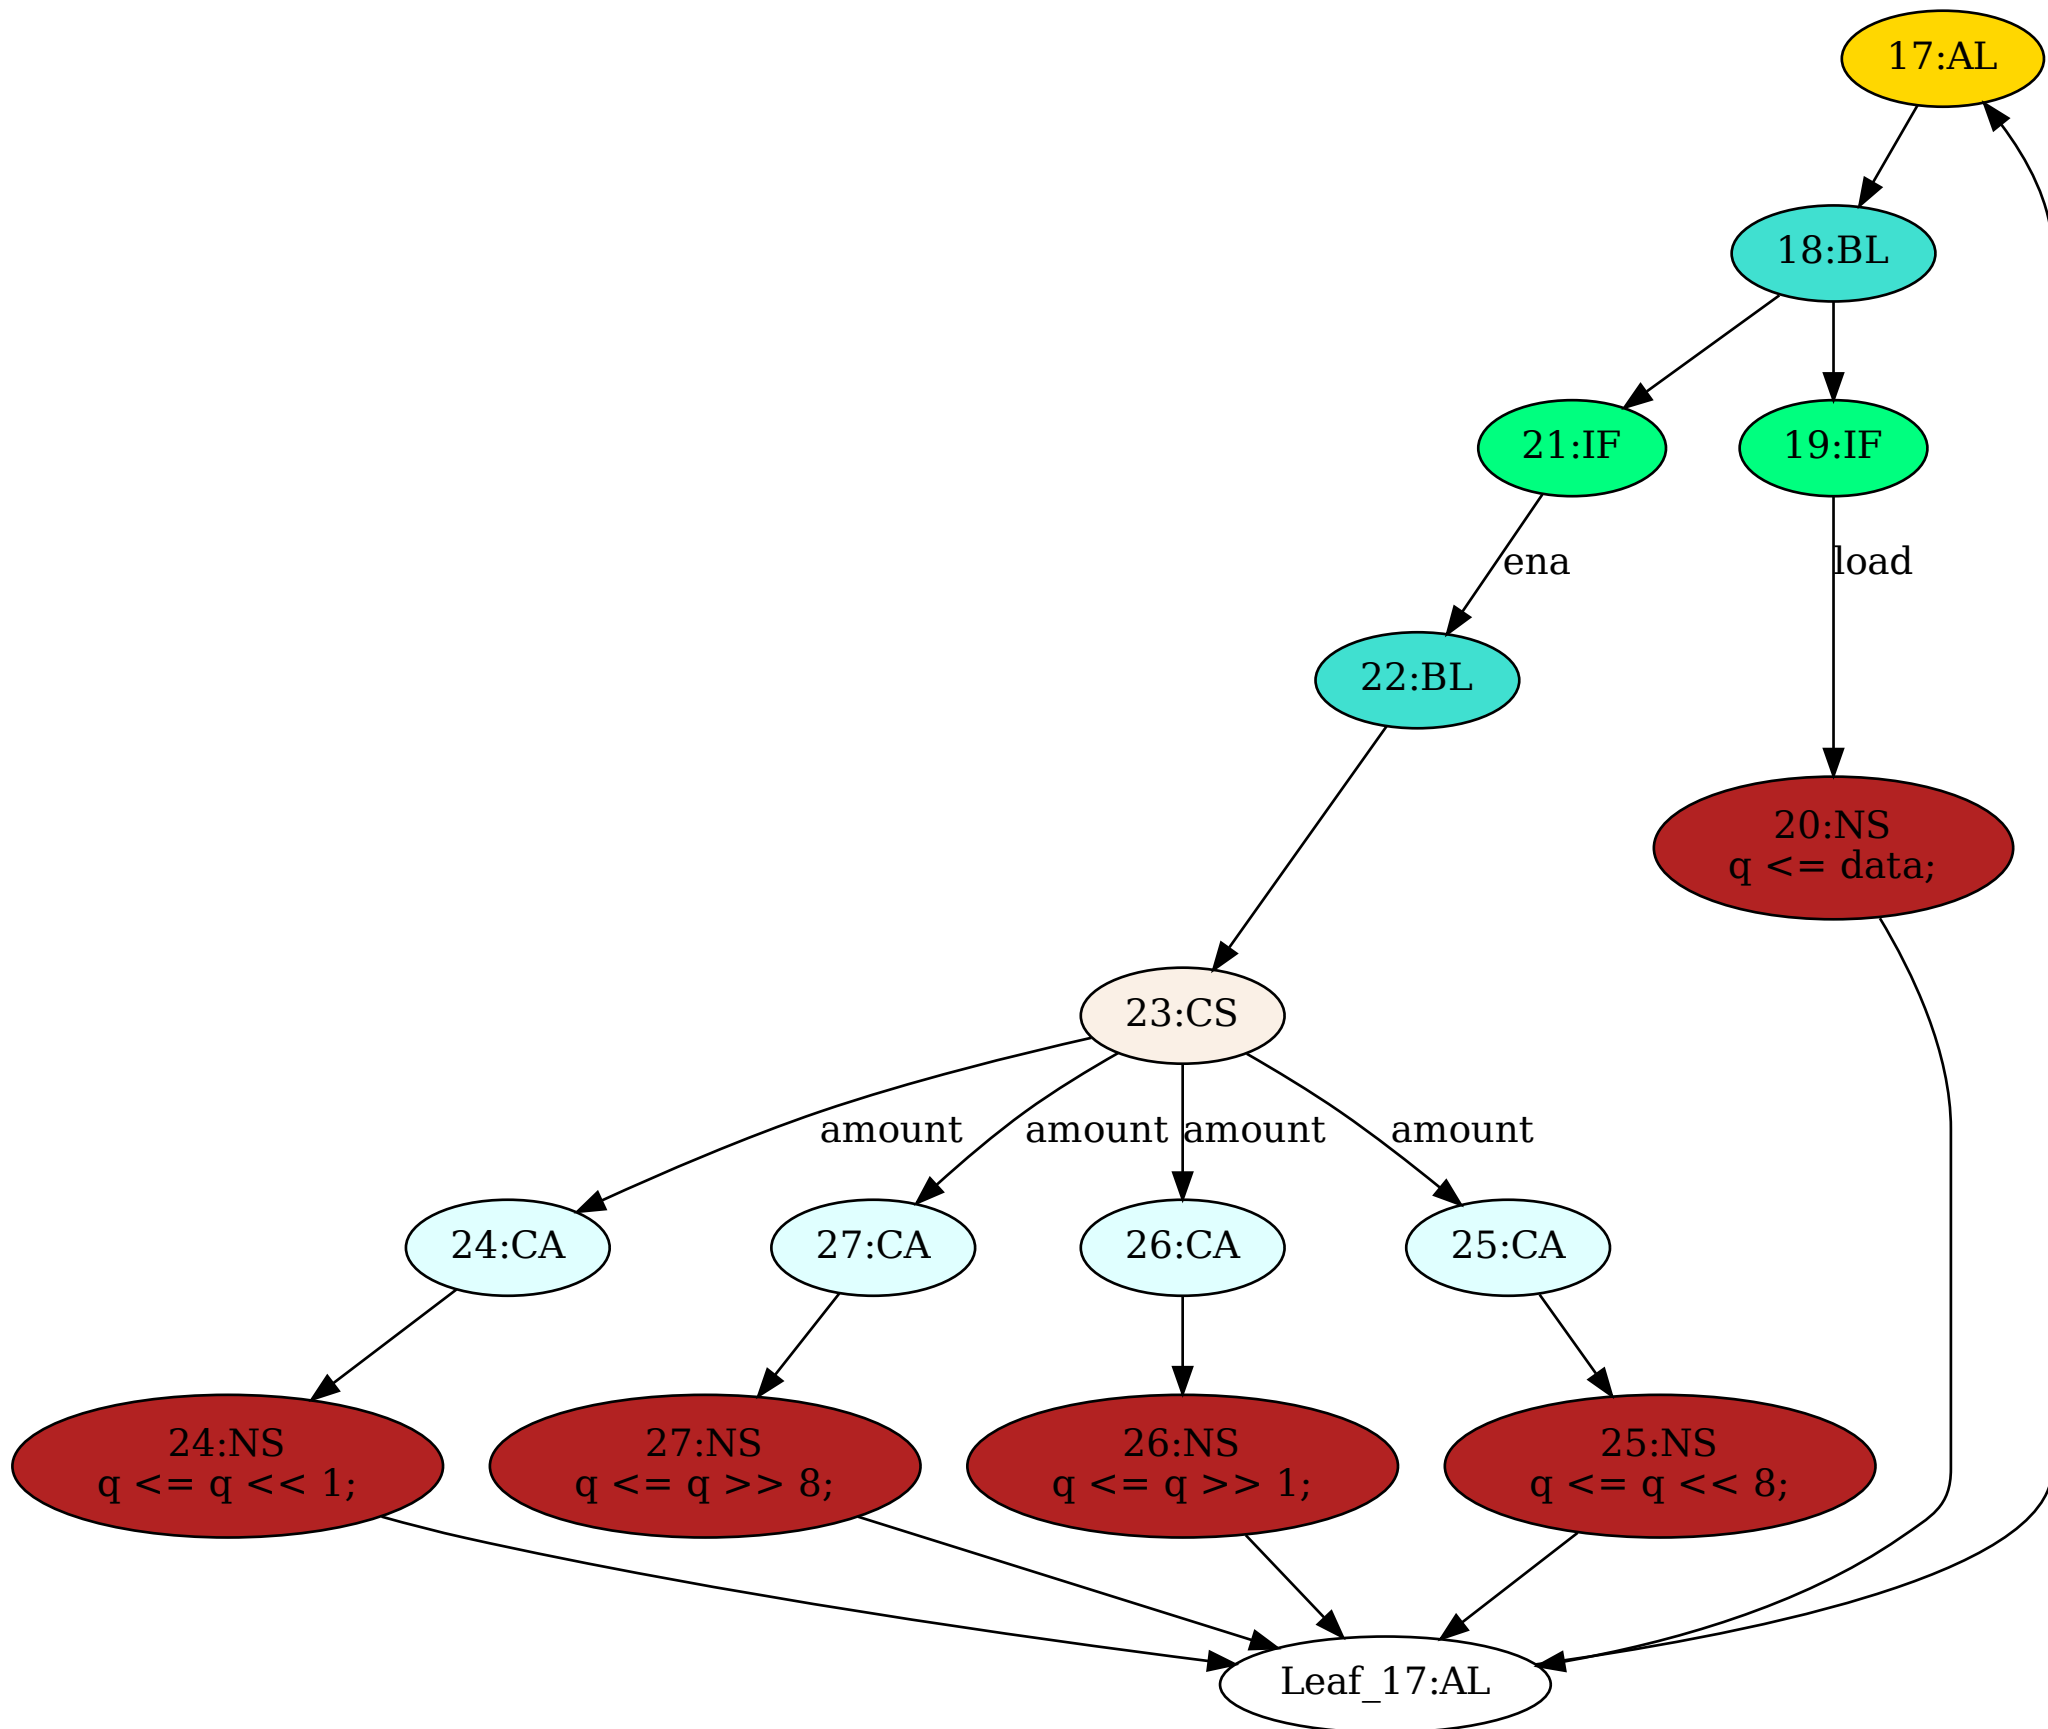 17:AL
18:BL
21:IF
19:IF
ena
load
22:BL
20:NS
q <= data;
23:CS
amount
amount
amount
amount
24:CA
27:CA
26:CA
25:CA
24:NS
q <= q << 1;
27:NS
q <= q >> 8;
26:NS
q <= q >> 1;
25:NS
q <= q << 8;
Leaf_17:AL